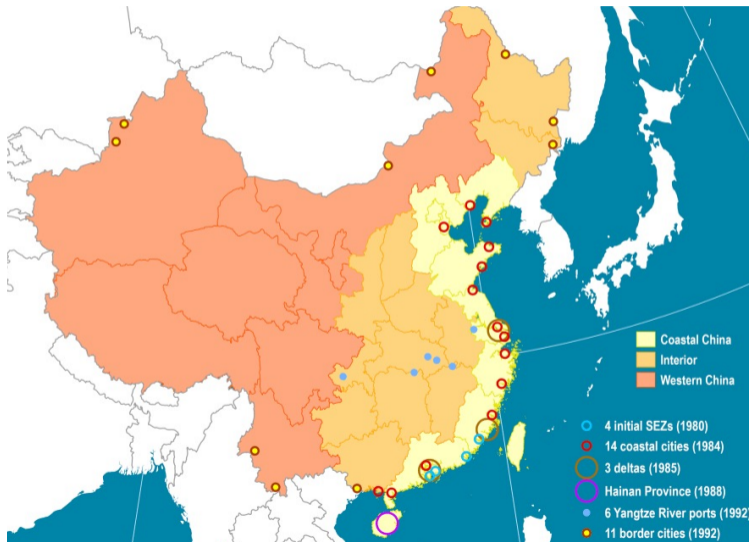 Coastal China
Interior
Western China
4 initial SEZs (1980)
14 coastal cities (1984)
3 deltas (1985)
Hainan Province (1988)
6 Yangtze River ports (1992)
11 border cities (1992)